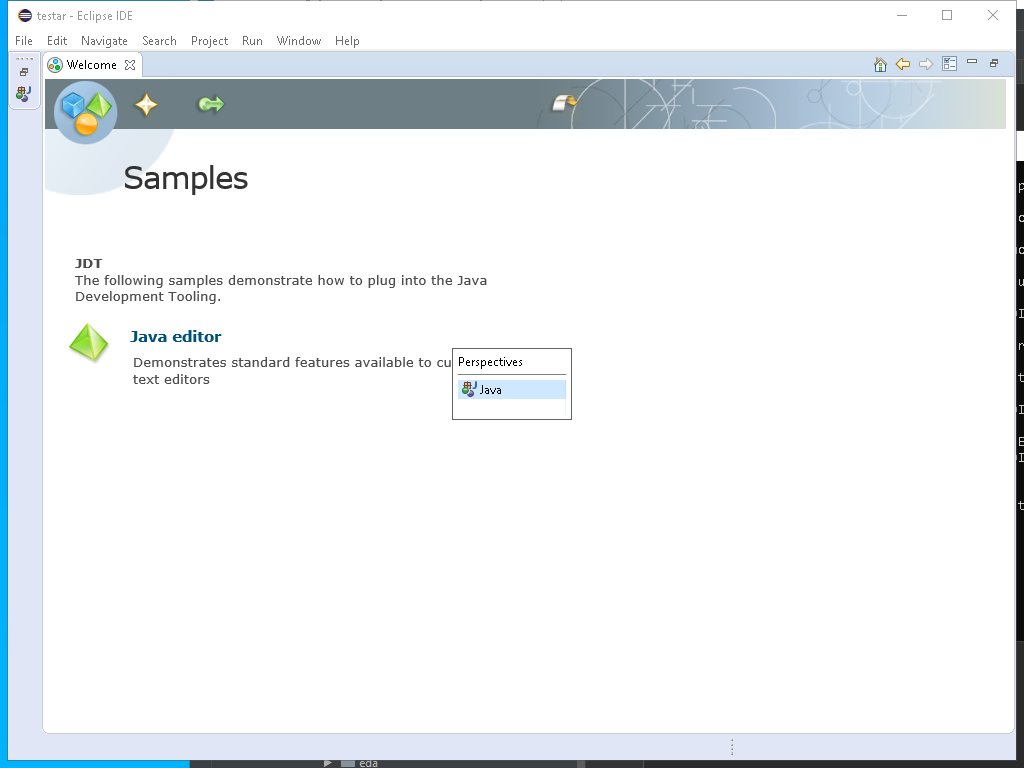 testar - Eclipse IDE
File Edit Navigate Search Project Run Window Help
Welcome
Samples
JDT
The following samples demonstrate how to plug into the Java
Development Tooling.
Java editor
Demonstrates standard features available to cu
text editors
Perspectives
Java
eda